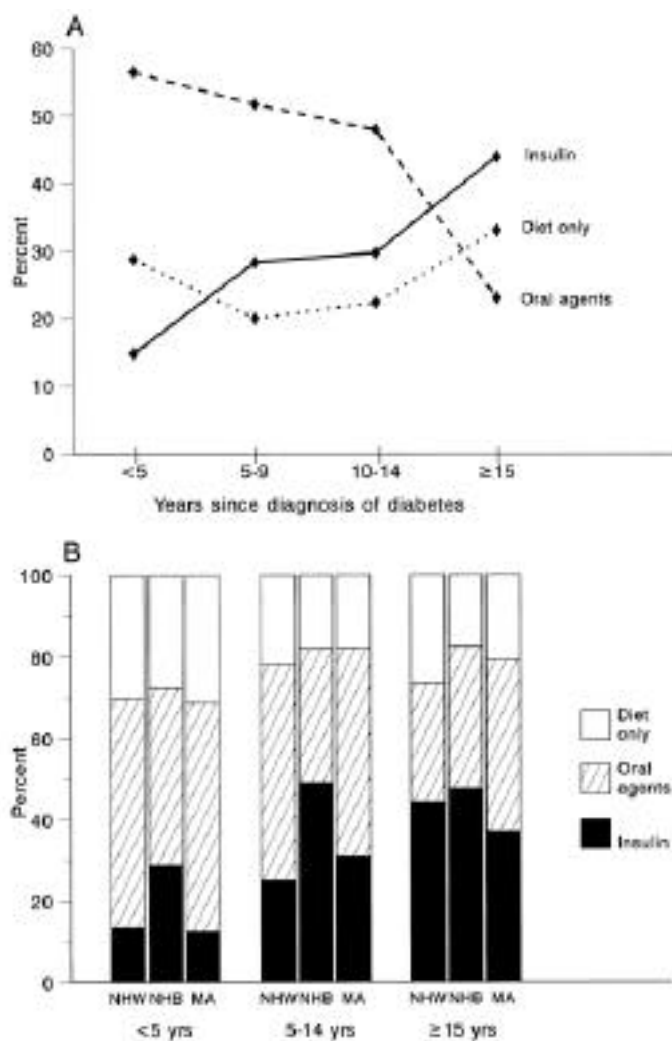 A
60
50
40
30
20
10
0
Percent
Insulin
Diet only
Oral agents
<5 5-9 10-14 ≥15
Years since diagnosis of diabetes
B
100
80
60
40
20
0
Percent
Diet
only
Oral
agents
Insulin
NHW NHB MA NHW NHB MA NHW NHB MA
<5 yrs 5-14 yrs ≥15 yrs